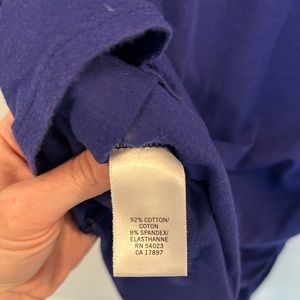 92% COTTON/
COTON
8% SPANDEX/
ELASTHANNE
RN 54023
CA 17897